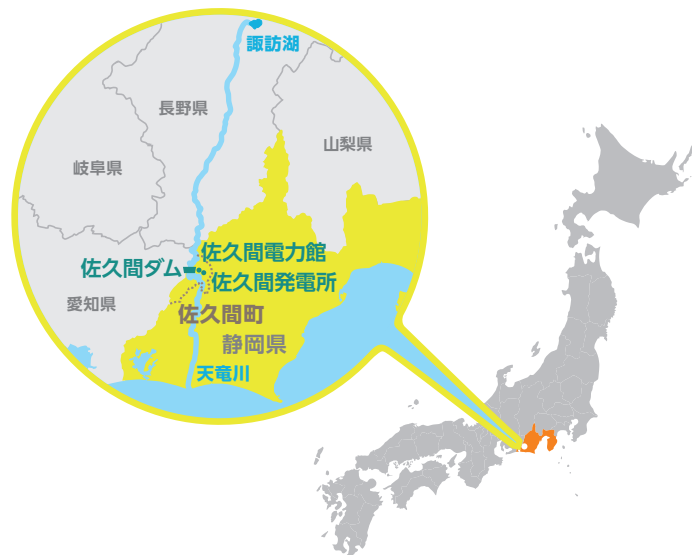 諏訪湖
長野県
山梨県
岐阜県
佐久間電力館
佐久間ダム
佐久間発電所
愛知県
佐久間町
静岡県
天竜川